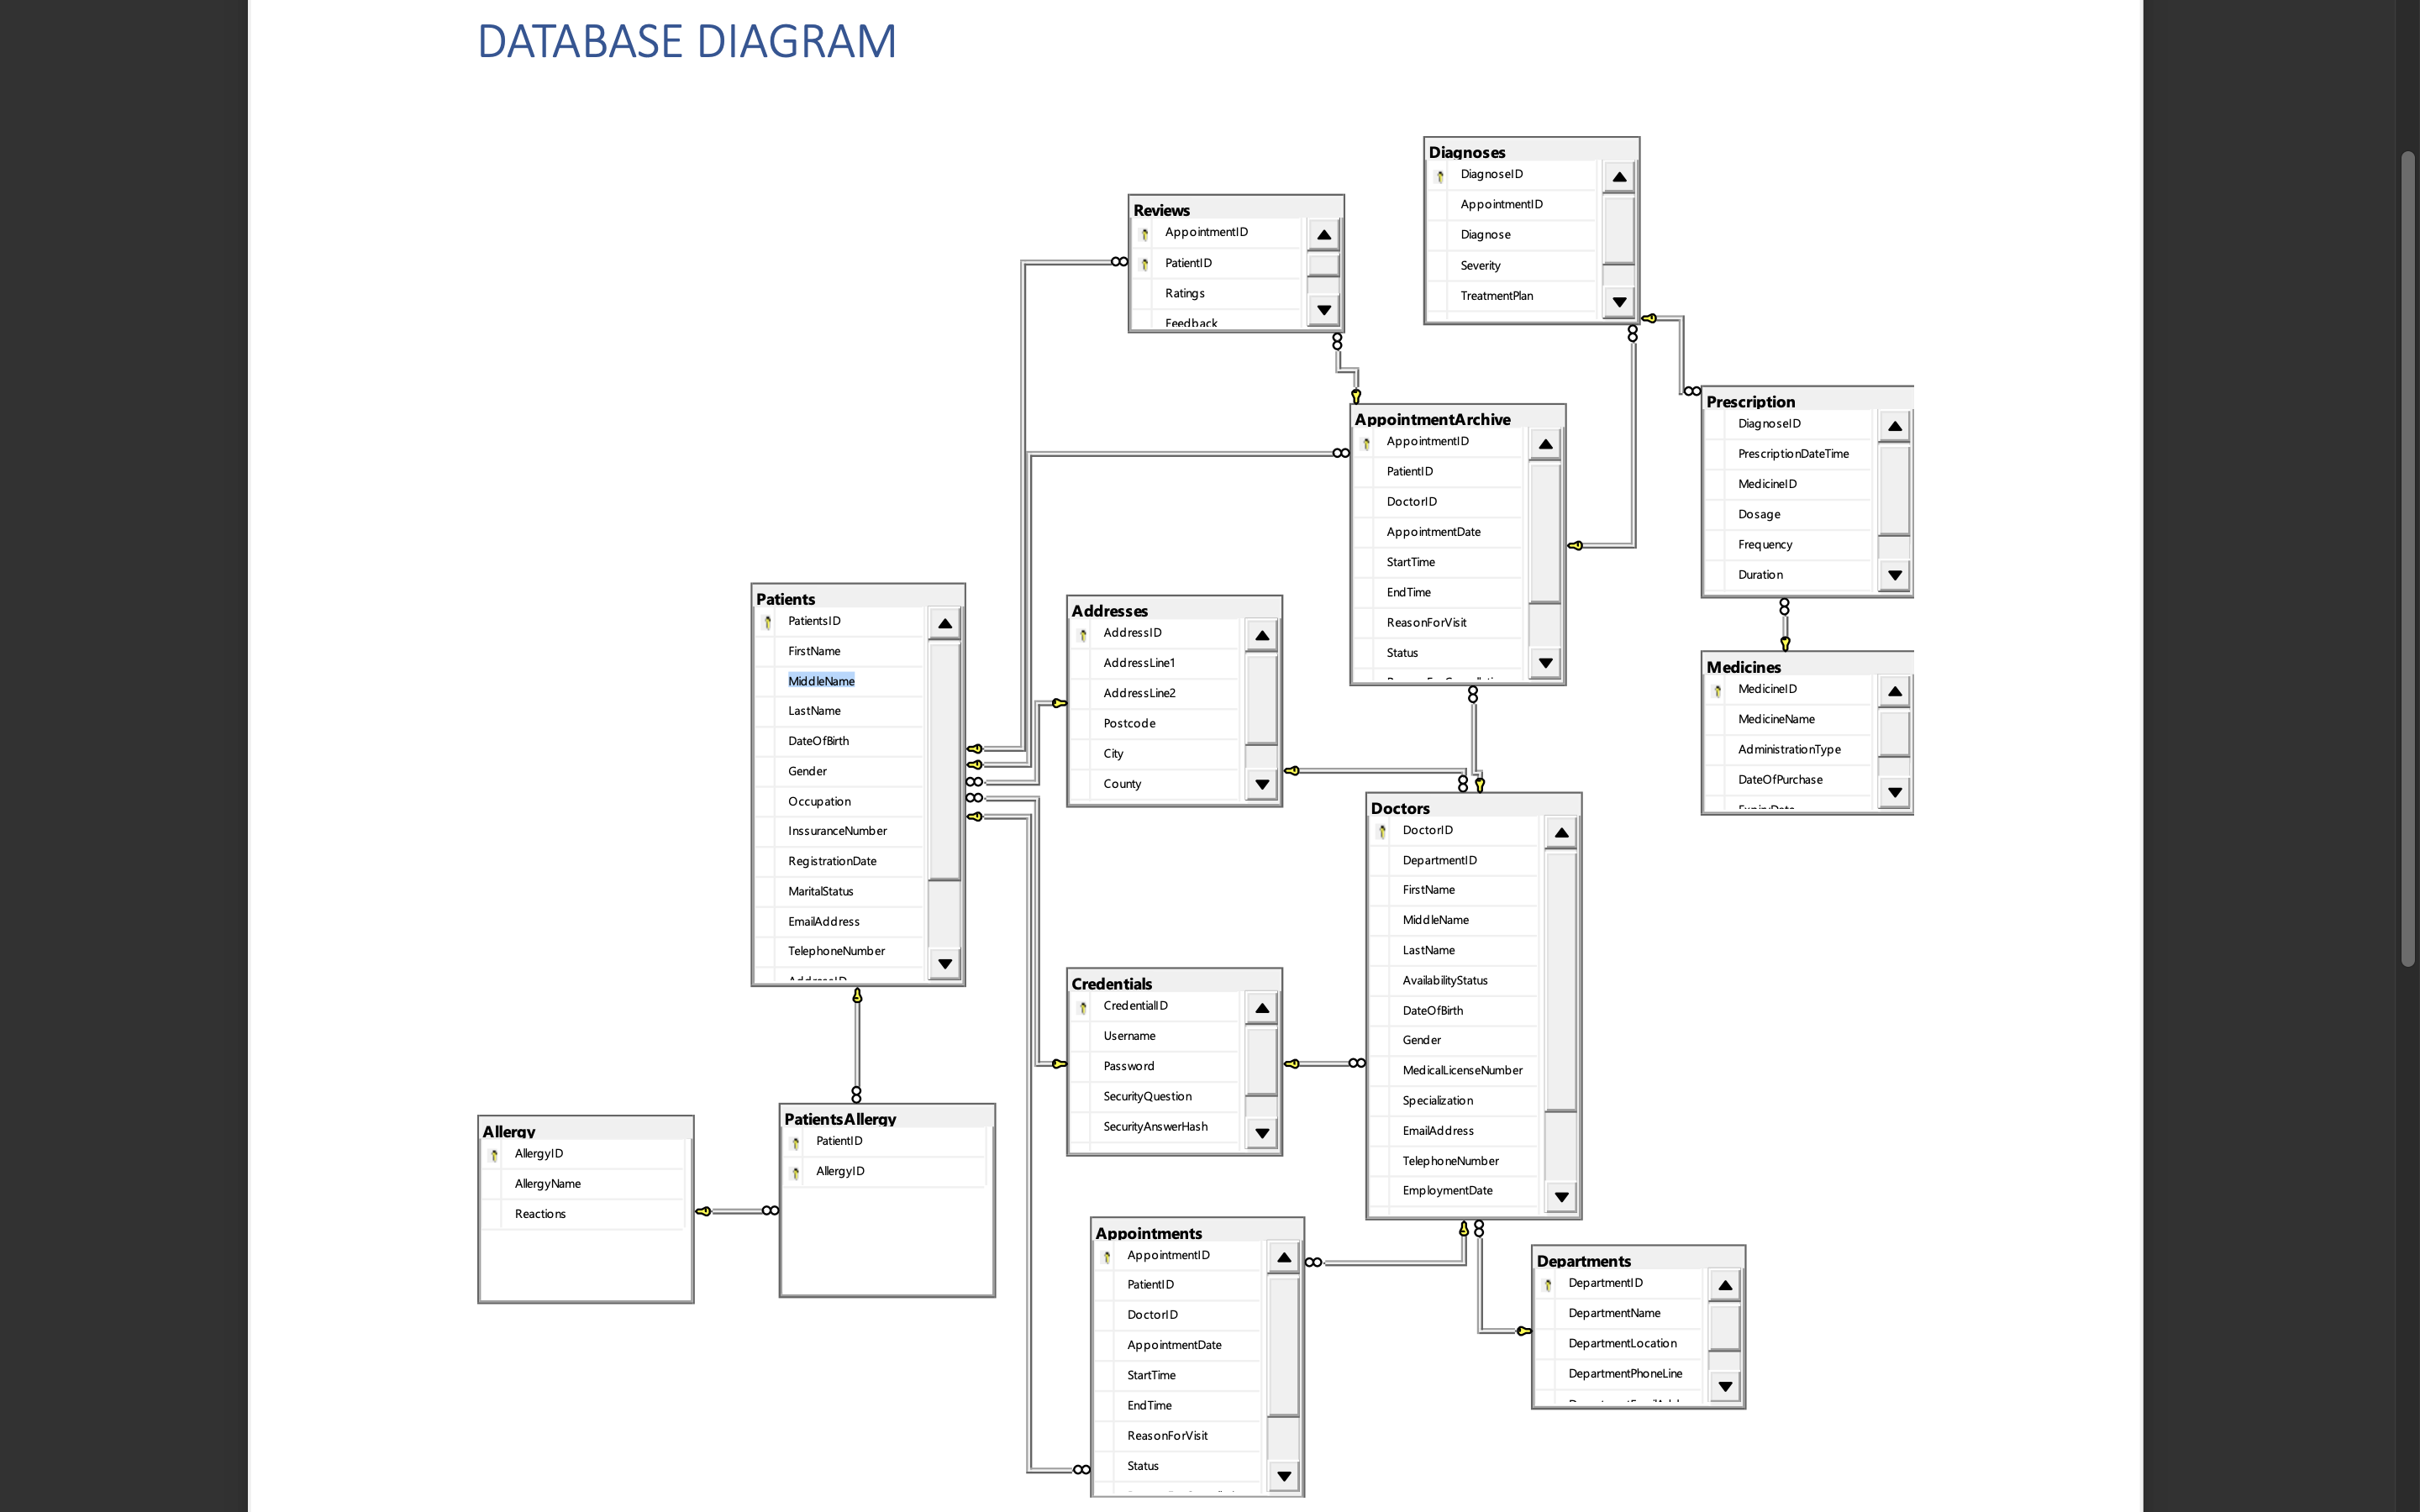 DATABASE DIAGRAM
Diagnoses
DiagnoseID
AppointmentID
Diagnose
Severity
TreatmentPlan
Reviews
AppointmentID
PatientID
Ratings
Feedback
Prescription
DiagnoseID
PrescriptionDateTime
MedicineID
Dosage
Frequency
Duration
AppointmentArchive
AppointmentID
PatientID
DoctorID
AppointmentDate
StartTime
EndTime
ReasonForVisit
Status
Patients
PatientsID
FirstName
MiddleName
LastName
DateOfBirth
Gender
Occupation
InssuranceNumber
RegistrationDate
MaritalStatus
EmailAddress
TelephoneNumber
AddressID
Addresses
AddressID
AddressLine1
AddressLine2
Postcode
City
County
Medicines
MedicineID
MedicineName
AdministrationType
DateOfPurchase
ExpiryDate
Doctors
DoctorID
DepartmentID
FirstName
MiddleName
LastName
AvailabilityStatus
DateOfBirth
Gender
MedicalLicenseNumber
Specialization
EmailAddress
TelephoneNumber
EmploymentDate
Credentials
CredentialID
Username
Password
SecurityQuestion
SecurityAnswerHash
Allergy
AllergyID
AllergyName
Reactions
PatientsAllergy
PatientID
AllergyID
Appointments
AppointmentID
PatientID
DoctorID
AppointmentDate
StartTime
EndTime
ReasonForVisit
Status
Departments
DepartmentID
DepartmentName
DepartmentLocation
DepartmentPhoneLine